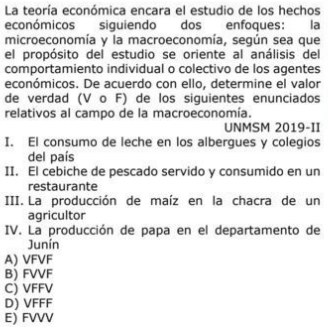 La teoría económica encara el estudio de los hechos
económicos siguiendo dos enfoques: la
microeconomía y la macroeconomía, según sea que
el propósito del estudio se oriente al análisis del
comportamiento individual o colectivo de los agentes
económicos. De acuerdo con ello, determine el valor
de verdad (V o F) de los siguientes enunciados
relativos al campo de la macroeconomía.
UNMSM 2019-II
I. El consumo de leche en los albergues y colegios
del país
II. El cebiche de pescado servido y consumido en un
restaurante
III. La producción de maíz en la chacra de un
agricultor
IV. La producción de papa en el departamento de
Junín
A) VFVF
B) FVVF
C) VFFV
D) VFFF
E) FVVV